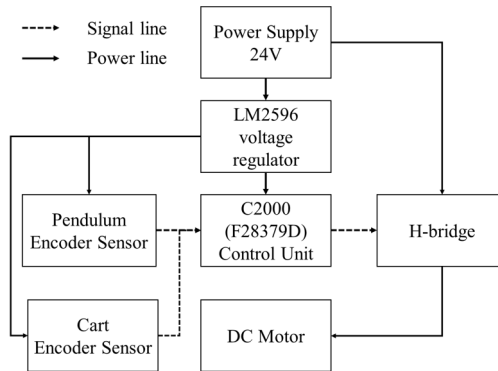 Signal line
Power line
Power Supply
24V
LM2596
voltage
regulator
Pendulum
Encoder Sensor
C2000
(F28379D)
Control Unit
H-bridge
Cart
Encoder Sensor
DC Motor